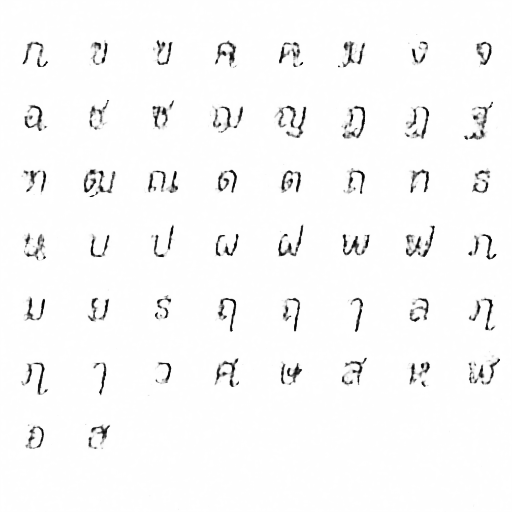 ก ข ฃ ค ฅ ฆ ง จ
ฉ ช ซ ฌ ญ ฎ ฏ ฐ
ฑ ฒ ณ ด ต ถ ท ธ
น บ ป ผ ฝ พ ฟ ภ
ม ย ร ฤ ฤ ๅ ล ฦ
ฦ ๅ ว ศ ษ ส ห ฬ
อ ฮ